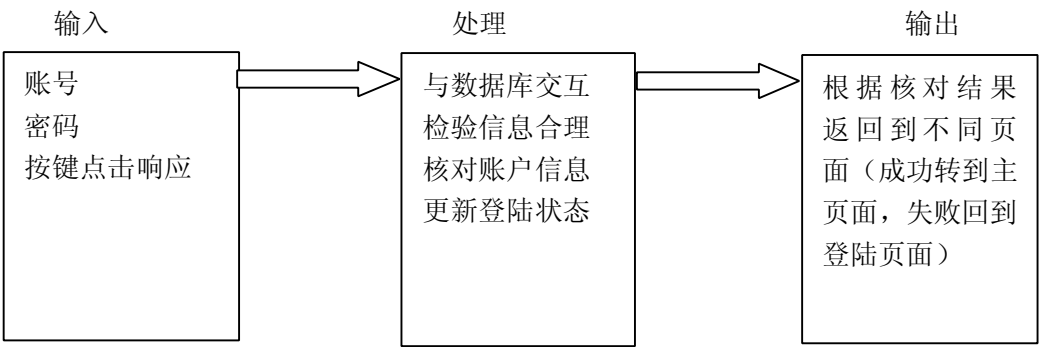 输入
处理
输出
账号
密码
按键点击响应
与数据库交互
检验信息合理
核对账户信息
更新登陆状态
根据核对结果
返回到不同页
面（成功转到主
页面，失败回到
登陆页面）